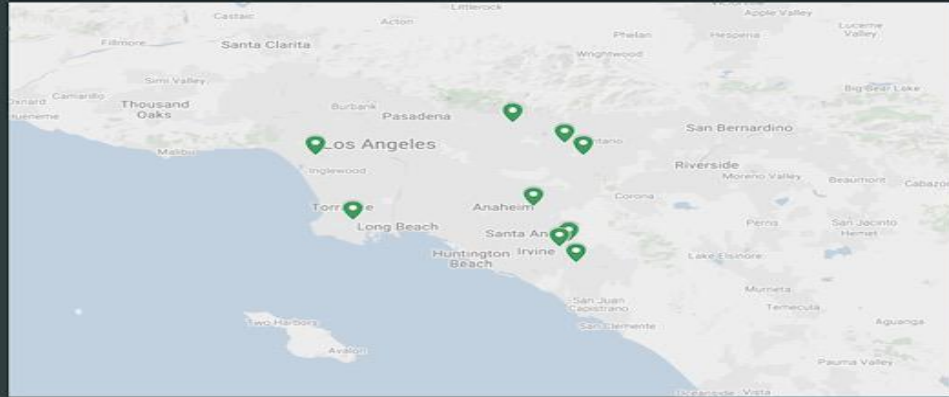 Littlerock
Castaic
Acton
Apple Valley
Fillmore
Santa Clarita
Phelan
Hesperia
Lucerne
Valley
Wrightwood
Simi Valley
Big Bear Lake
Camarillo
Thousand
Oaks
Burbank
Pasadena
San Bernardino
Los Angeles
Malibu
Riverside
Inglewood
Moreno Valley
Beaumont
Corona
Anaheim
Long Beach
Perris
San Jacinto
Hemet
Santa An
Irvine
Huntington
Beach
Lake Elsinore
Murrieta
San Juan
Capistrano
Temecula
Two Harbors
San Clemente
Aguanga
Avalon
Pauma Valley
Oceanside
Vista